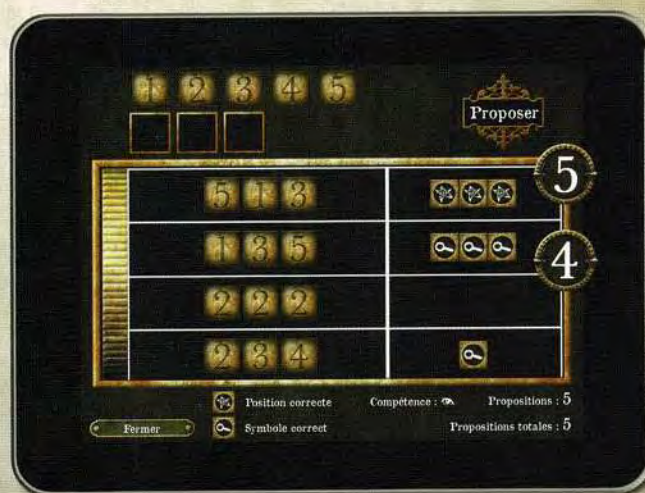 1 2 3 4 5
Proposer
5 1 3
5
1 3 5
4
2 2 2
2 3 4
Position correcte
Compétence :
Propositions : 5
Fermer
Symbole correct
Propositions totales : 5